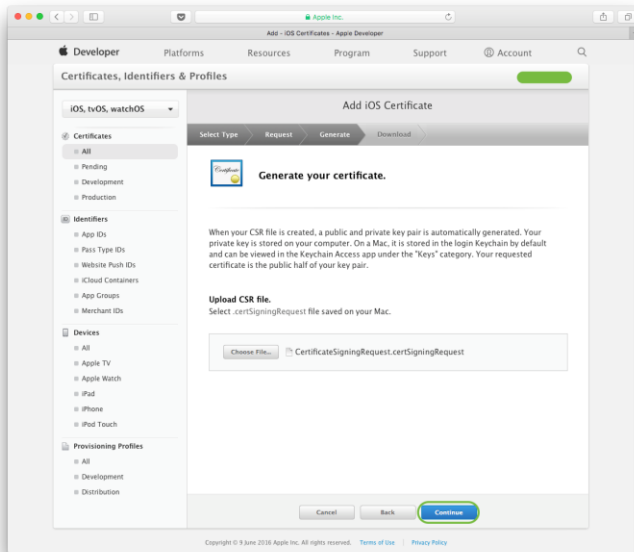 Apple Inc.
Add - iOS Certificates - Apple Developer
Developer Platforms Resources Program Support Account
Certificates, Identifiers & Profiles
iOS, tvOS, watchOS
Certificates
All
Pending
Development
Production
Identifiers
App IDs
Pass Type IDs
Website Push IDs
iCloud Containers
App Groups
Merchant IDs
Devices
All
Apple TV
Apple Watch
iPad
iPhone
iPod Touch
Provisioning Profiles
All
Development
Distribution
Add iOS Certificate
Select Type Request Generate Download
Certificate
Generate your certificate.
When your CSR file is created, a public and private key pair is automatically generated. Your
private key is stored on your computer. On a Mac, it is stored in the login Keychain by default
and can be viewed in the Keychain Access app under the "Keys" category. Your requested
certificate is the public half of your key pair.
Upload CSR file.
Select .certSigningRequest file saved on your Mac.
Choose File... CertificateSigningRequest.certSigningRequest
Cancel Back Continue
Copyright © 9 June 2016 Apple Inc. All rights reserved. Terms of Use Privacy Policy